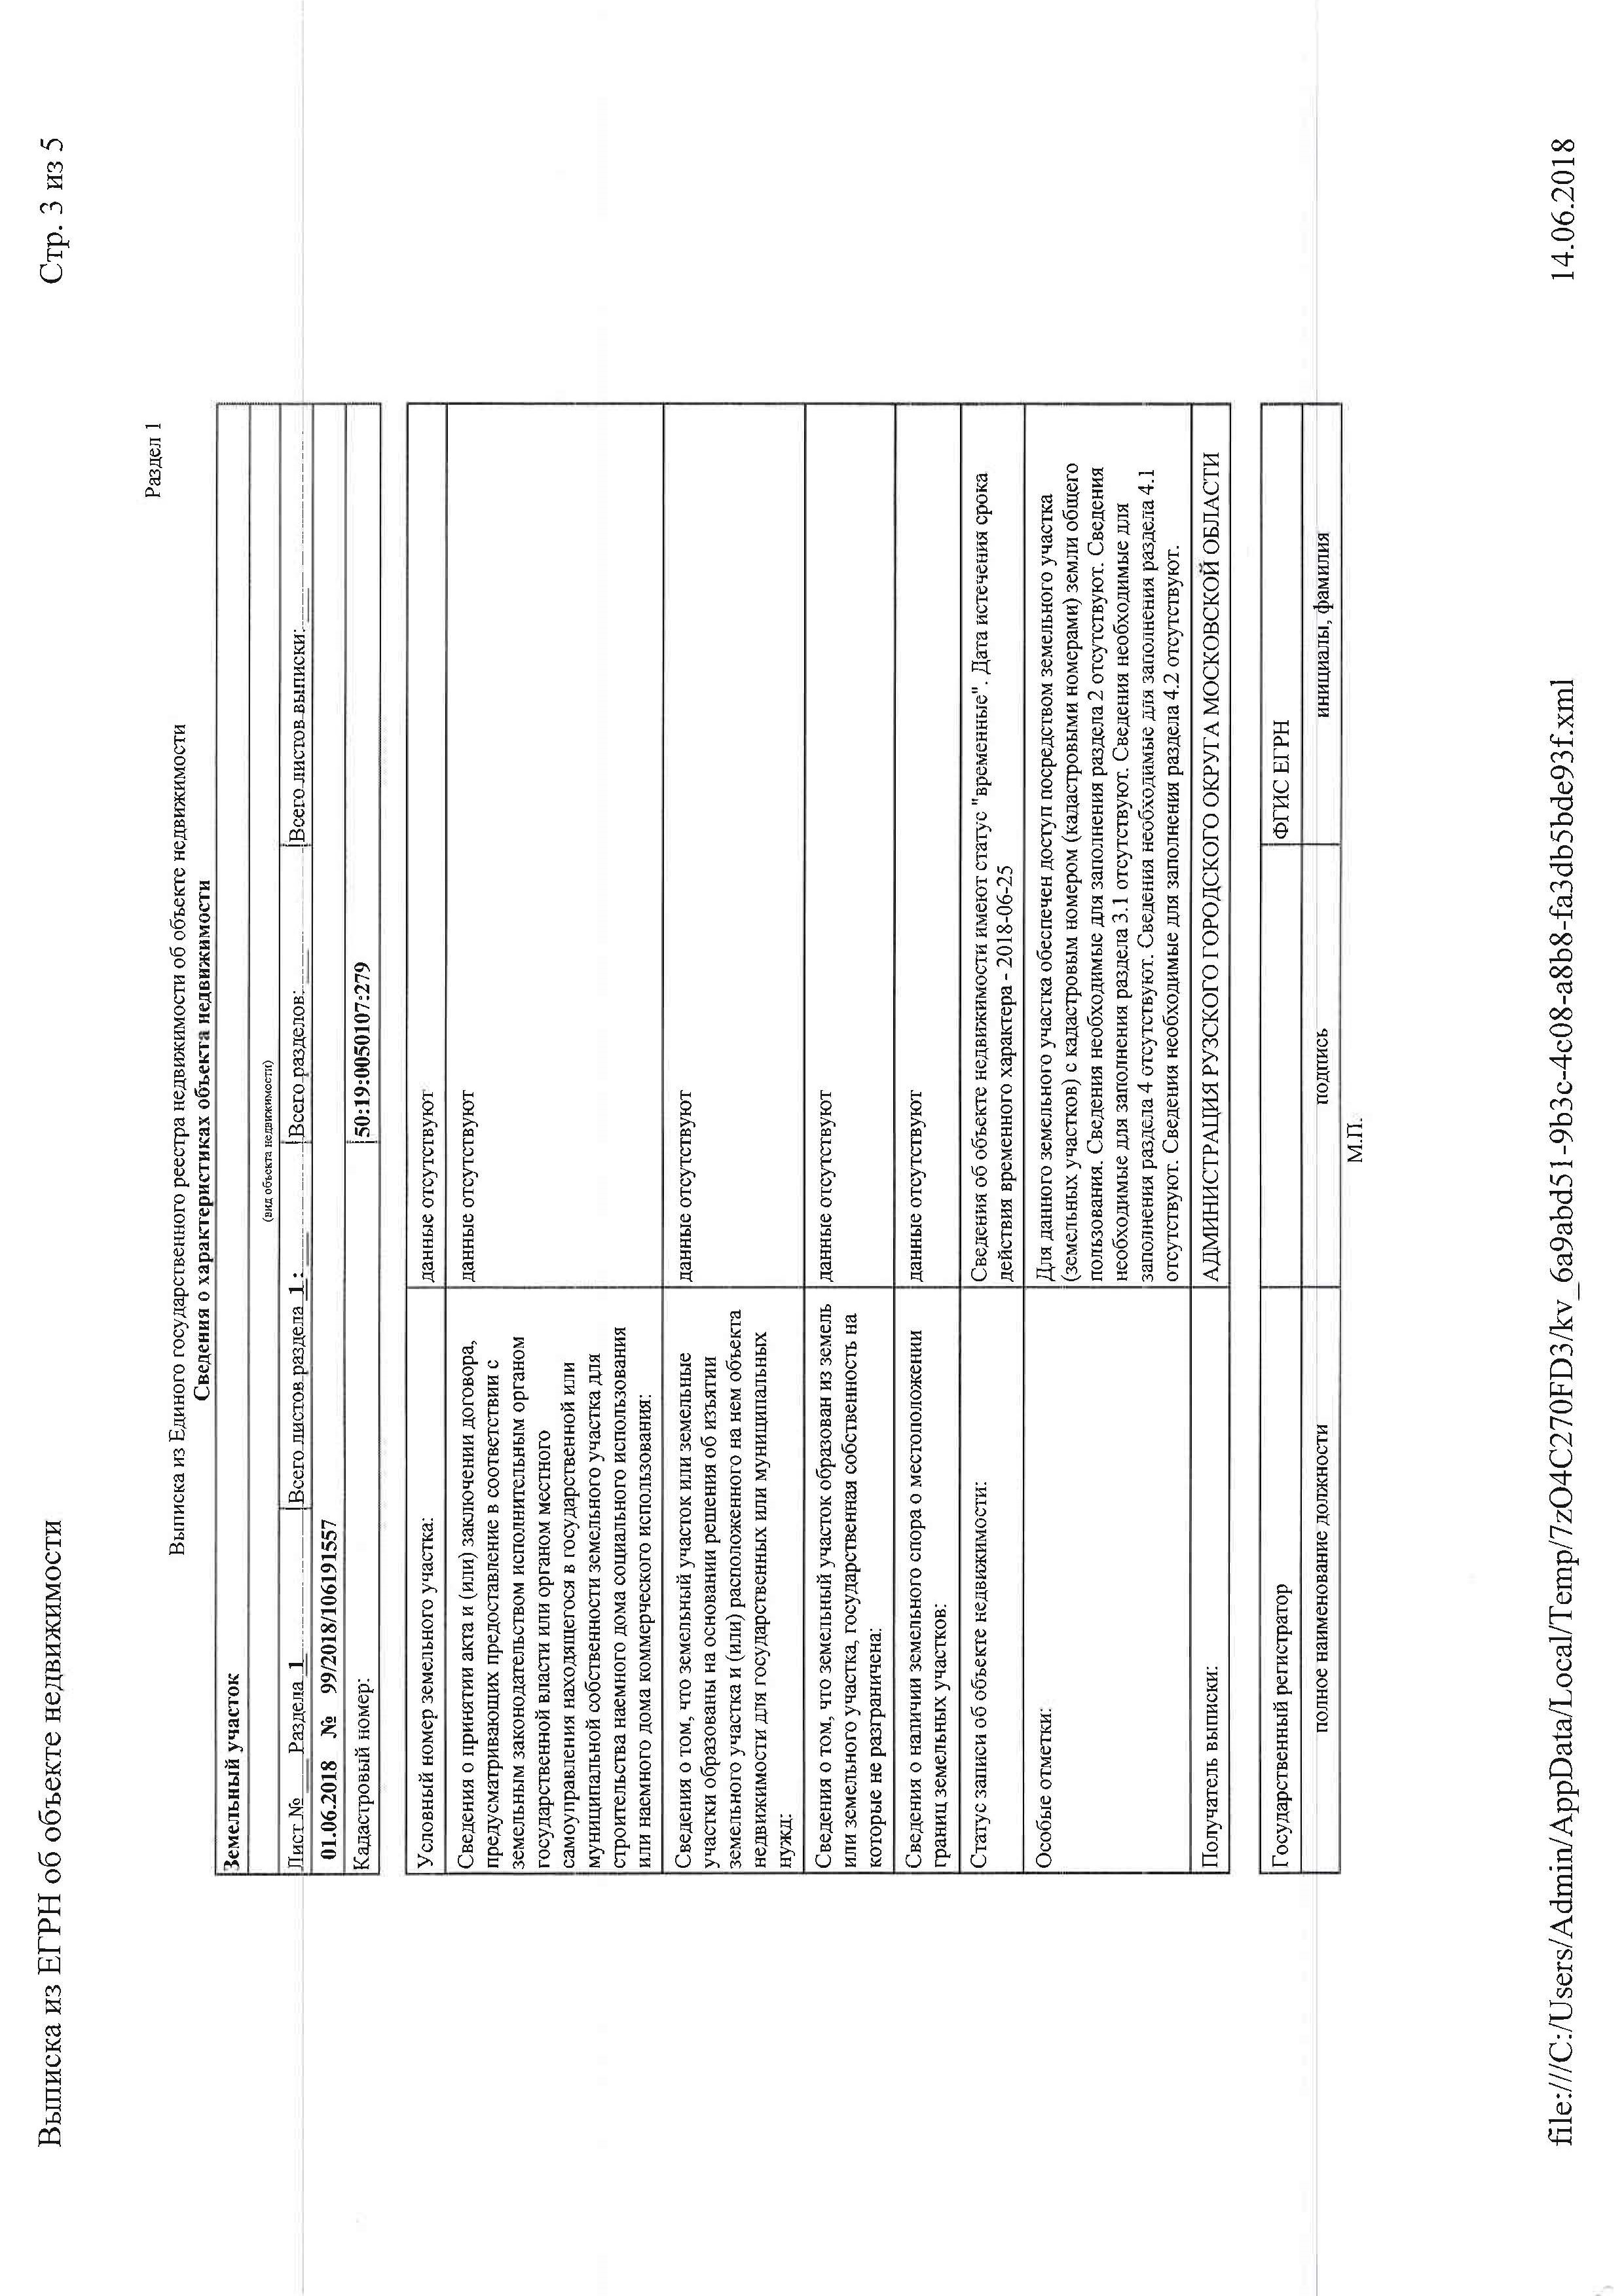 Выписка из ЕГРН об объекте недвижимости
Стр. 3 из 5
Раздел 1
Выписка из Единого государственного реестра недвижимости об объекте недвижимости
Сведения о характеристиках объекта недвижимости
Земельный участок
(вид объекта недвижимости)
Лист № ___ Раздела 1
Всего листов раздела 1 : ___
Всего разделов: ___
Всего листов выписки: ___
01.06.2018 № 99/2018/106191557
Кадастровый номер:
50:19:0050107:279
Условный номер земельного участка:
данные отсутствуют
Сведения о принятии акта и (или) заключении договора,
предусматривающих предоставление в соответствии с
земельным законодательством исполнительным органом
государственной власти или органом местного
самоуправления находящегося в государственной или
муниципальной собственности земельного участка для
строительства наемного дома социального использования
или наемного дома коммерческого использования:
данные отсутствуют
Сведения о том, что земельный участок или земельные
участки образованы на основании решения об изъятии
земельного участка и (или) расположенного на нем объекта
недвижимости для государственных или муниципальных
нужд:
данные отсутствуют
Сведения о том, что земельный участок образован из земель
или земельного участка, государственная собственность на
которые не разграничена:
данные отсутствуют
Сведения о наличии земельного спора о местоположении
границ земельных участков:
данные отсутствуют
Статус записи об объекте недвижимости:
Сведения об объекте недвижимости имеют статус "временные". Дата истечения срока
действия временного характера - 2018-06-25
Особые отметки:
Для данного земельного участка обеспечен доступ посредством земельного участка
(земельных участков) с кадастровым номером (кадастровыми номерами) земли общего
пользования. Сведения необходимые для заполнения раздела 2 отсутствуют. Сведения
необходимые для заполнения раздела 3.1 отсутствуют. Сведения необходимые для
заполнения раздела 4 отсутствуют. Сведения необходимые для заполнения раздела 4.1
отсутствуют. Сведения необходимые для заполнения раздела 4.2 отсутствуют.
Получатель выписки:
АДМИНИСТРАЦИЯ РУЗСКОГО ГОРОДСКОГО ОКРУГА МОСКОВСКОЙ ОБЛАСТИ
Государственный регистратор
ФГИС ЕГРН
полное наименование должности
подпись
инициалы, фамилия
М.П.
file:///C:/Users/Admin/AppData/Local/Temp/7zO4C270FD3/kv_6a9abd51-9b3c-4c08-a8b8-fa3db5bde93f.xml
14.06.2018